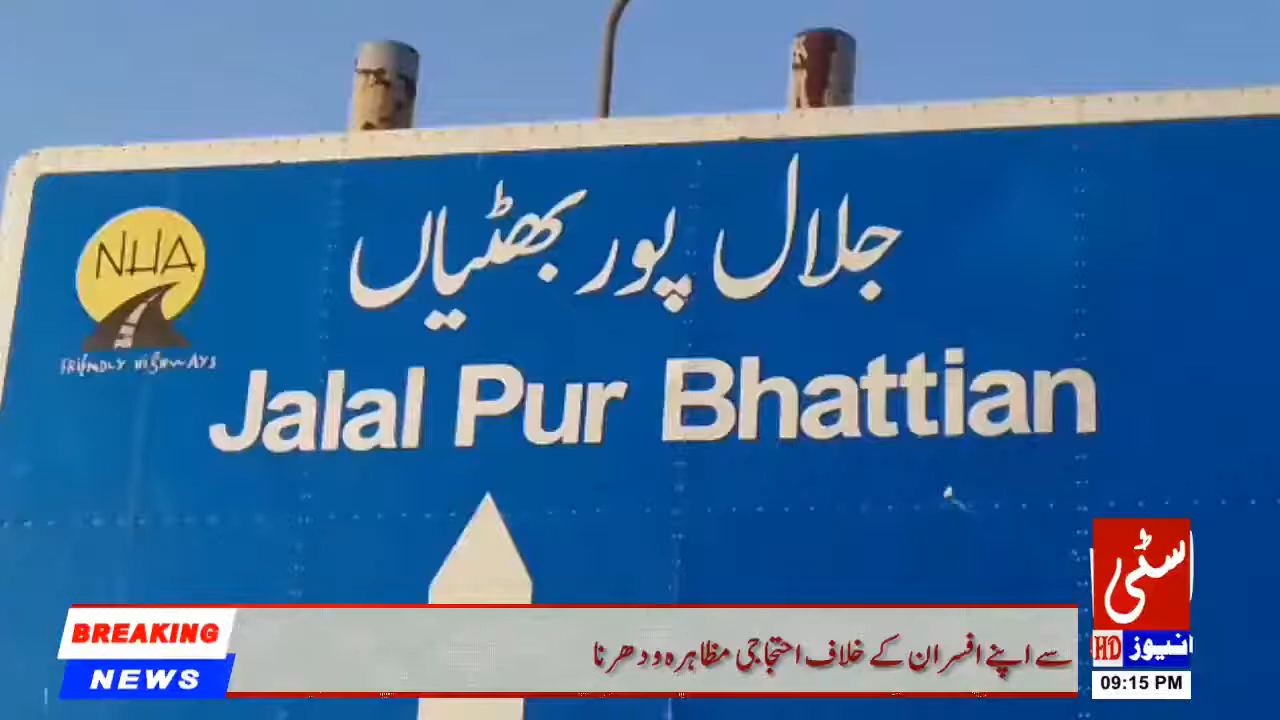 جلال پور بھٹیاں
NHA
FRIENDLY HIGHWAYS
Jalal Pur Bhattian
سے اپنے افسران کے خلاف احتجاجی مظاہرہ ودھرنا
BREAKING
NEWS
سٹی
HD نیوز
09:15 PM